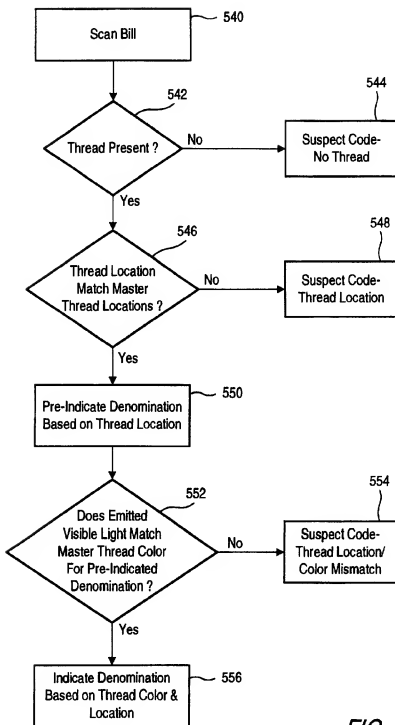 540
Scan Bill
542
544
Thread Present ?
No
Suspect Code-
No Thread
Yes
546
548
Thread Location
Match Master
Thread Locations ?
No
Suspect Code-
Thread Location
Yes
550
Pre-Indicate Denomination
Based on Thread Location
552
554
Does Emitted
Visible Light Match
Master Thread Color
For Pre-Indicated
Denomination ?
No
Suspect Code-
Thread Location/
Color Mismatch
Yes
Indicate Denomination
Based on Thread Color &
Location
556
FIG